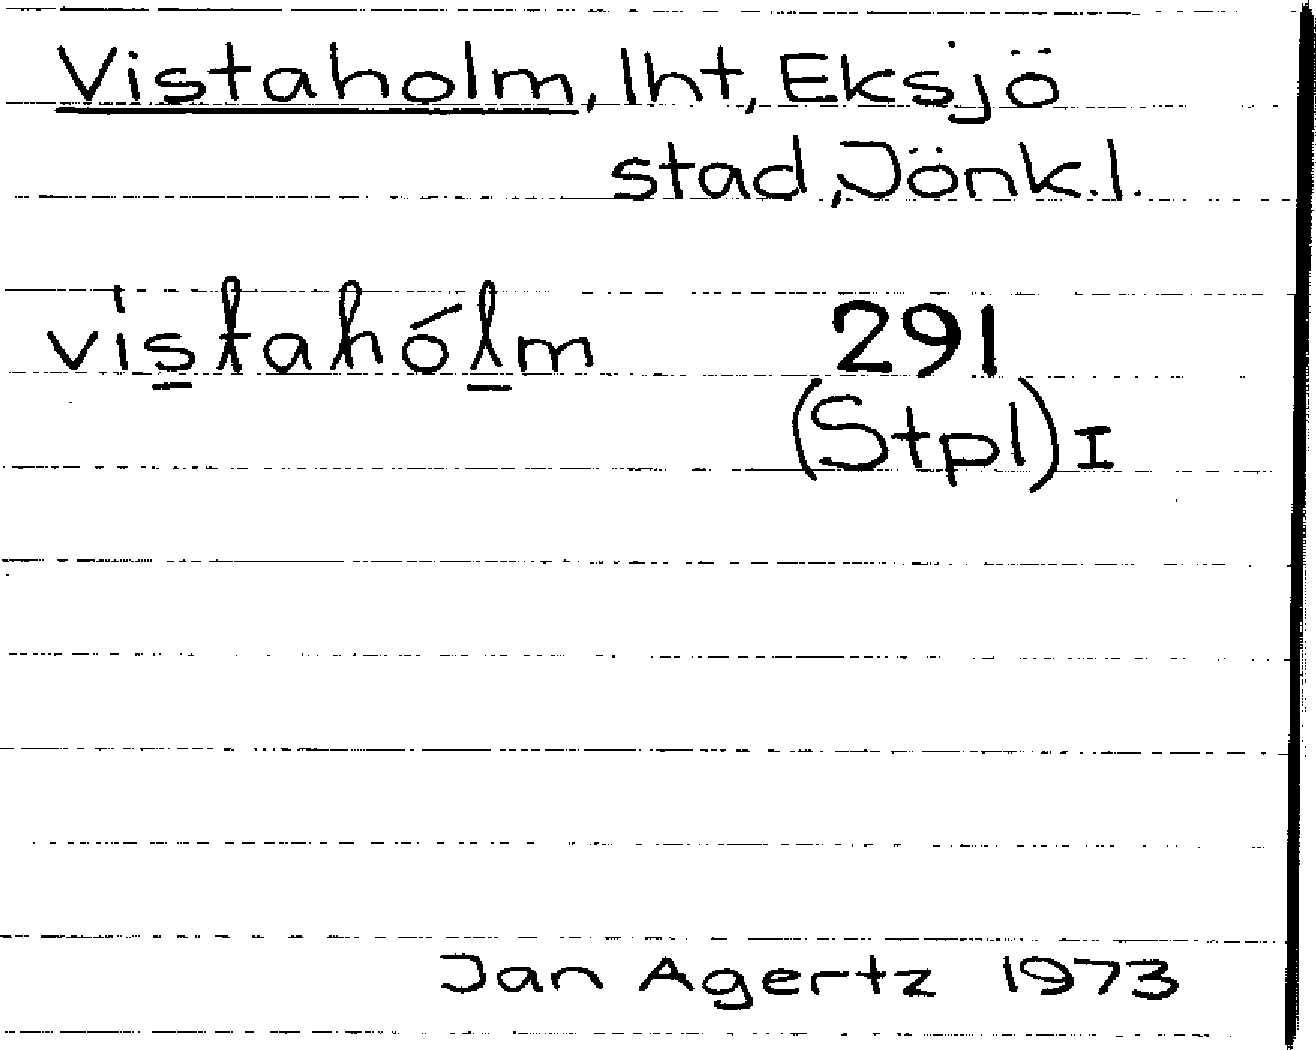 Vistaholm, lht, Eksjö
stad, Jönk.l.
vistahólm 291
(Stpl) I
Jan Agertz 1973